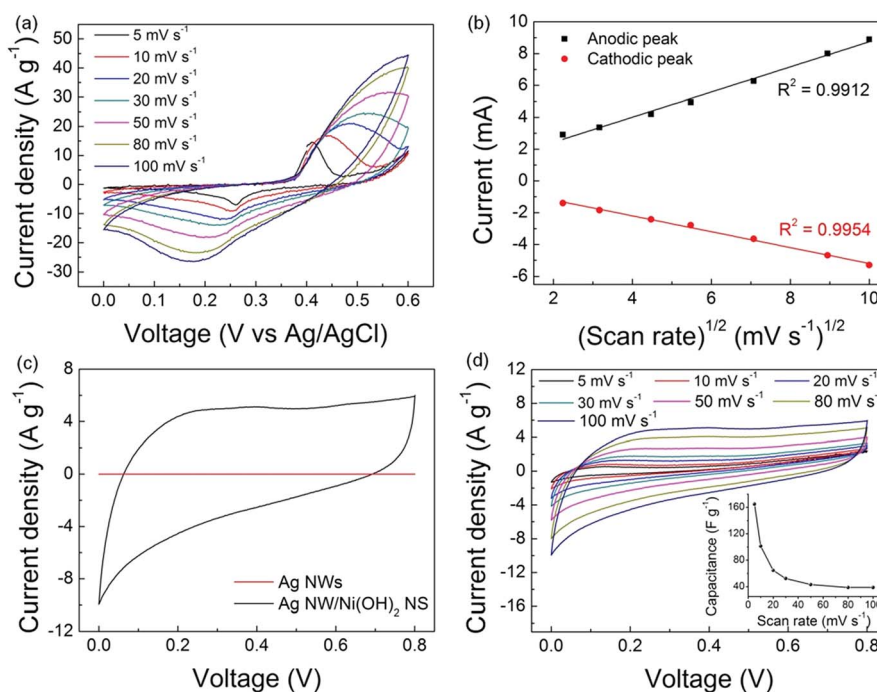 (a)
5 mV s⁻¹
10 mV s⁻¹
20 mV s⁻¹
30 mV s⁻¹
50 mV s⁻¹
80 mV s⁻¹
100 mV s⁻¹
50
40
30
20
10
0
-10
-20
-30
0.0 0.1 0.2 0.3 0.4 0.5 0.6
Current density (A g⁻¹)
Voltage (V vs Ag/AgCl)
(b)
Anodic peak
Cathodic peak
R² = 0.9912
R² = 0.9954
10
8
6
4
2
0
-2
-4
-6
2 4 6 8 10
Current (mA)
(Scan rate)^1/2 (mV s⁻¹)^1/2
(c)
8
4
0
-4
-8
-12
Ag NWs
Ag NW/Ni(OH)₂ NS
0.0 0.2 0.4 0.6 0.8
Current density (A g⁻¹)
Voltage (V)
(d)
5 mV s⁻¹ 10 mV s⁻¹ 20 mV s⁻¹
30 mV s⁻¹ 50 mV s⁻¹ 80 mV s⁻¹
100 mV s⁻¹
12
9
6
3
0
-3
-6
-9
-12
-15
-18
0.0 0.2 0.4 0.6 0.8
Current density (A g⁻¹)
Voltage (V)
160
120
80
40
0 20 40 60 80 100
Capacitance (F g⁻¹)
Scan rate (mV s⁻¹)